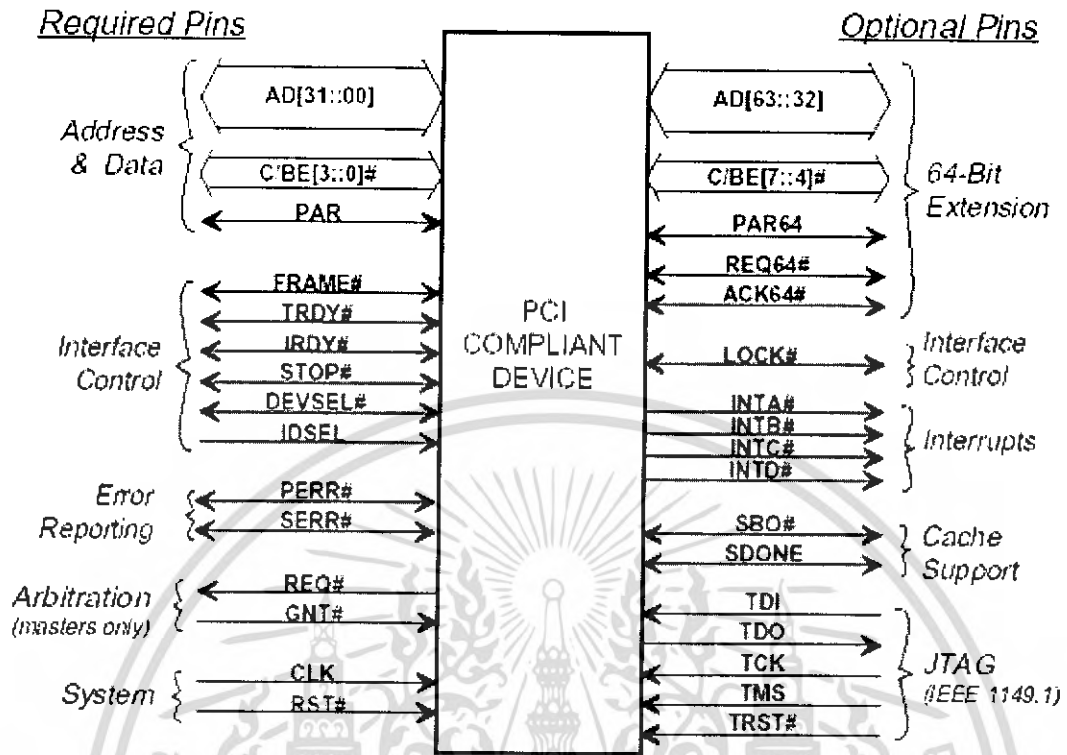 Required Pins
Address
& Data
AD[31::00]
C/BE[3::0]#
PAR
Interface
Control
FRAME#
TRDY#
IRDY#
STOP#
DEVSEL#
IDSEL
Error
Reporting
PERR#
SERR#
Arbitration
(masters only)
REQ#
GNT#
System
CLK
RST#
PCI
COMPLIANT
DEVICE
Optional Pins
AD[63::32]
C/BE[7::4]#
PAR64
REQ64#
ACK64#
64-Bit
Extension
LOCK#
Interface
Control
INTA#
INTB#
INTC#
INTD#
Interrupts
SBO#
SDONE
Cache
Support
TDI
TDO
TCK
TMS
TRST#
JTAG
(IEEE 1149.1)